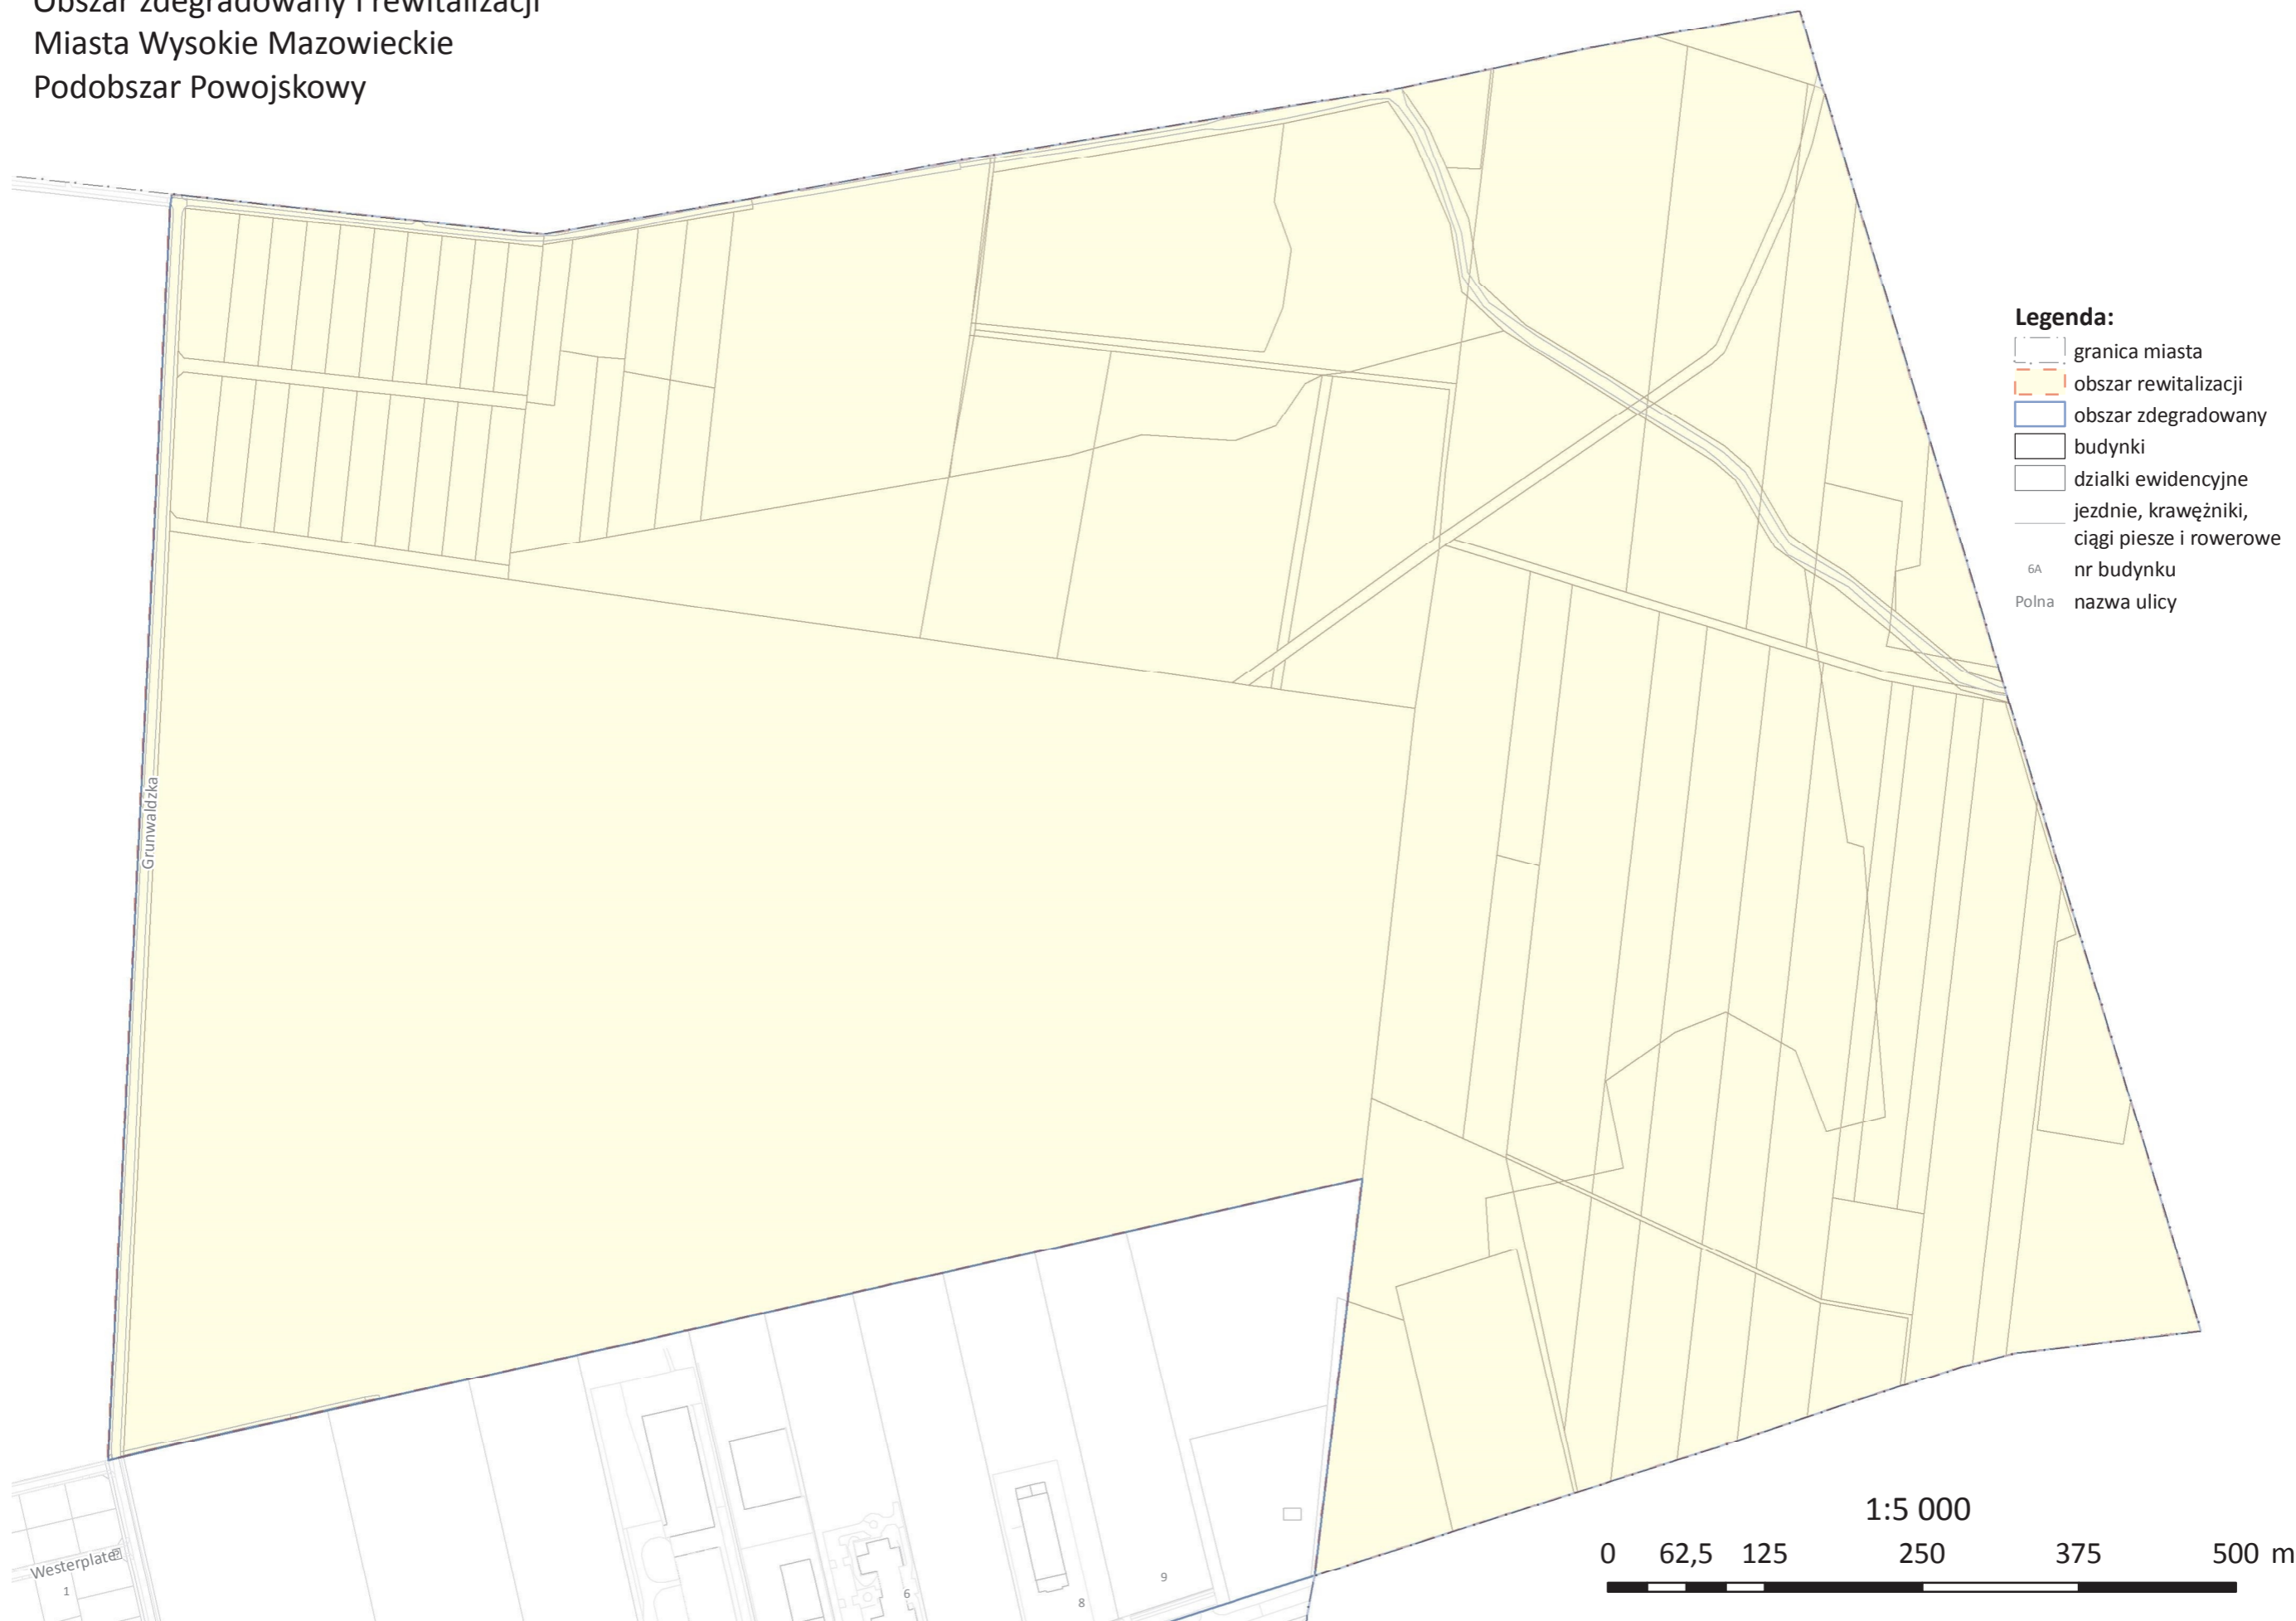 Obszar zdegradowany i rewitalizacji
Miasta Wysokie Mazowieckie
Podobszar Powojskowy
Legenda:
granica miasta
obszar rewitalizacji
obszar zdegradowany
budynki
dzialki ewidencyjne
jezdnie, krawężniki,
ciągi piesze i rowerowe
6A nr budynku
Polna nazwa ulicy
Grunwaldzka
Westerplatte
1
6
8
9
1:5 000
0 62,5 125 250 375 500 m